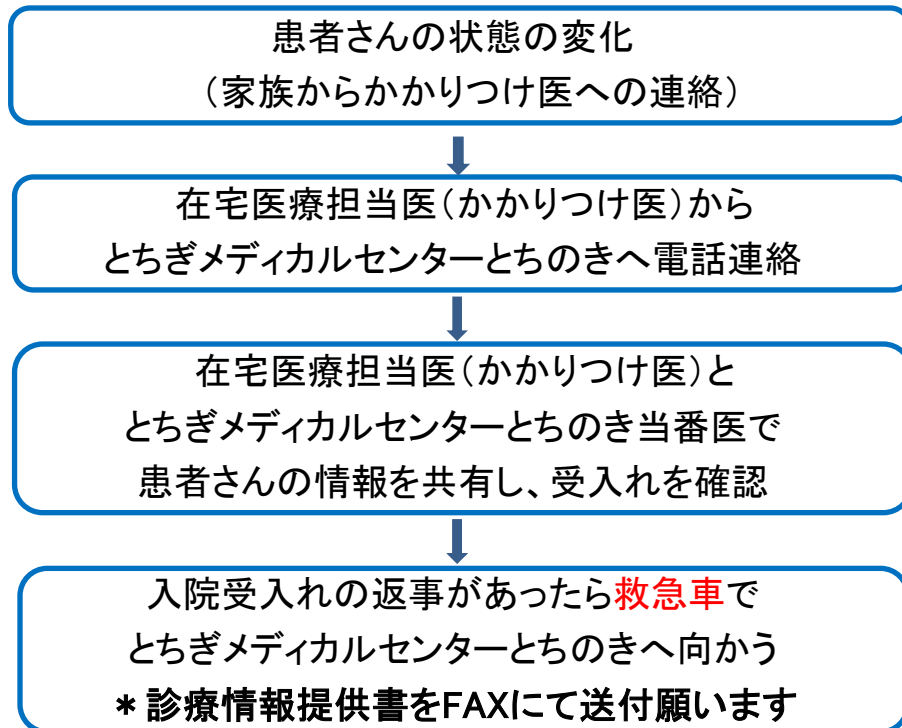 患者さんの状態の変化
（家族からかかりつけ医への連絡）
在宅医療担当医（かかりつけ医）から
とちぎメディカルセンターとちのきへ電話連絡
在宅医療担当医（かかりつけ医）と
とちぎメディカルセンターとちのき当番医で
患者さんの情報を共有し、受入れを確認
入院受入れの返事があったら救急車で
とちぎメディカルセンターとちのきへ向かう
＊診療情報提供書をFAXにて送付願います